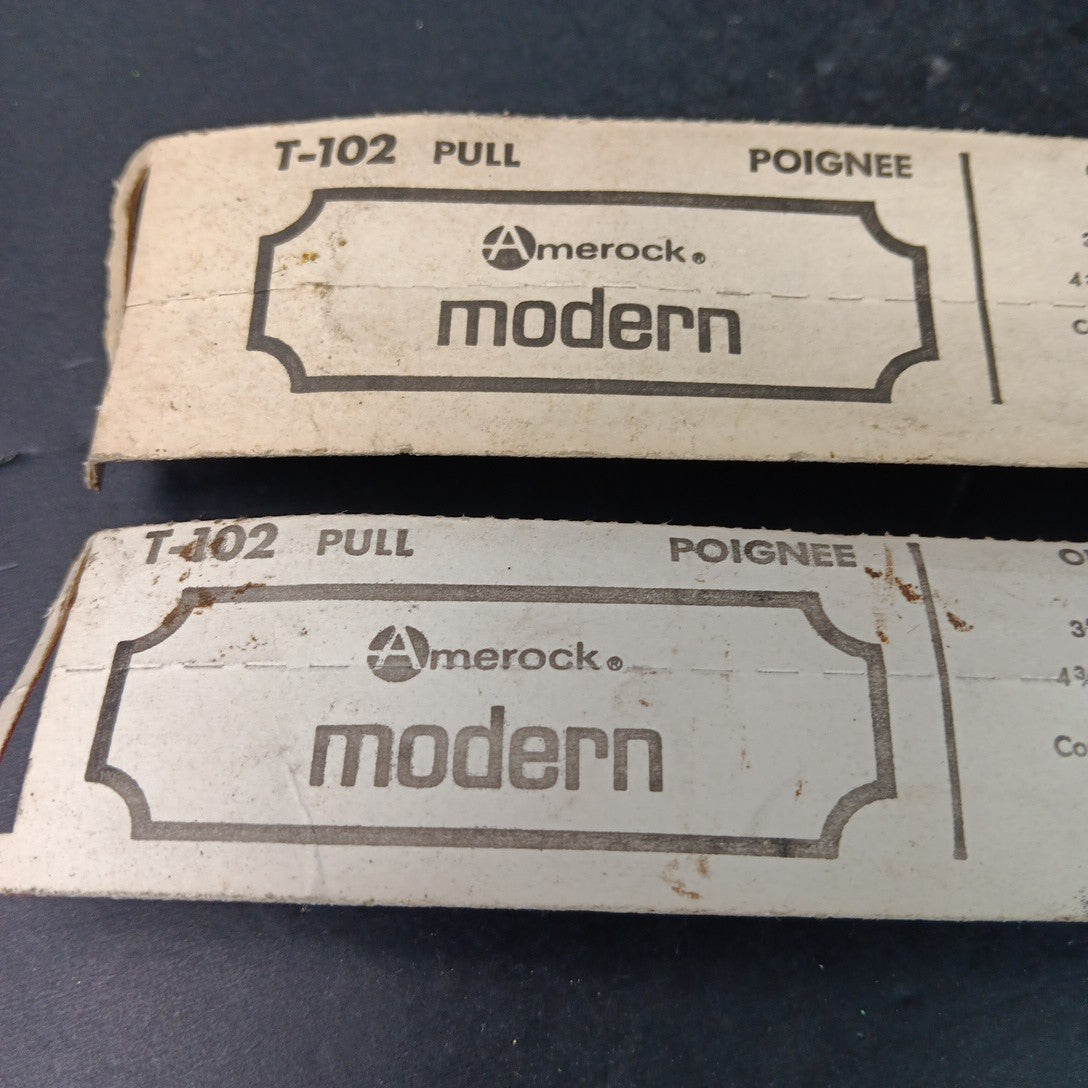 T-102 PULL POIGNEE
Amerock®
modern
T-102 PULL POIGNEE
Amerock®
modern